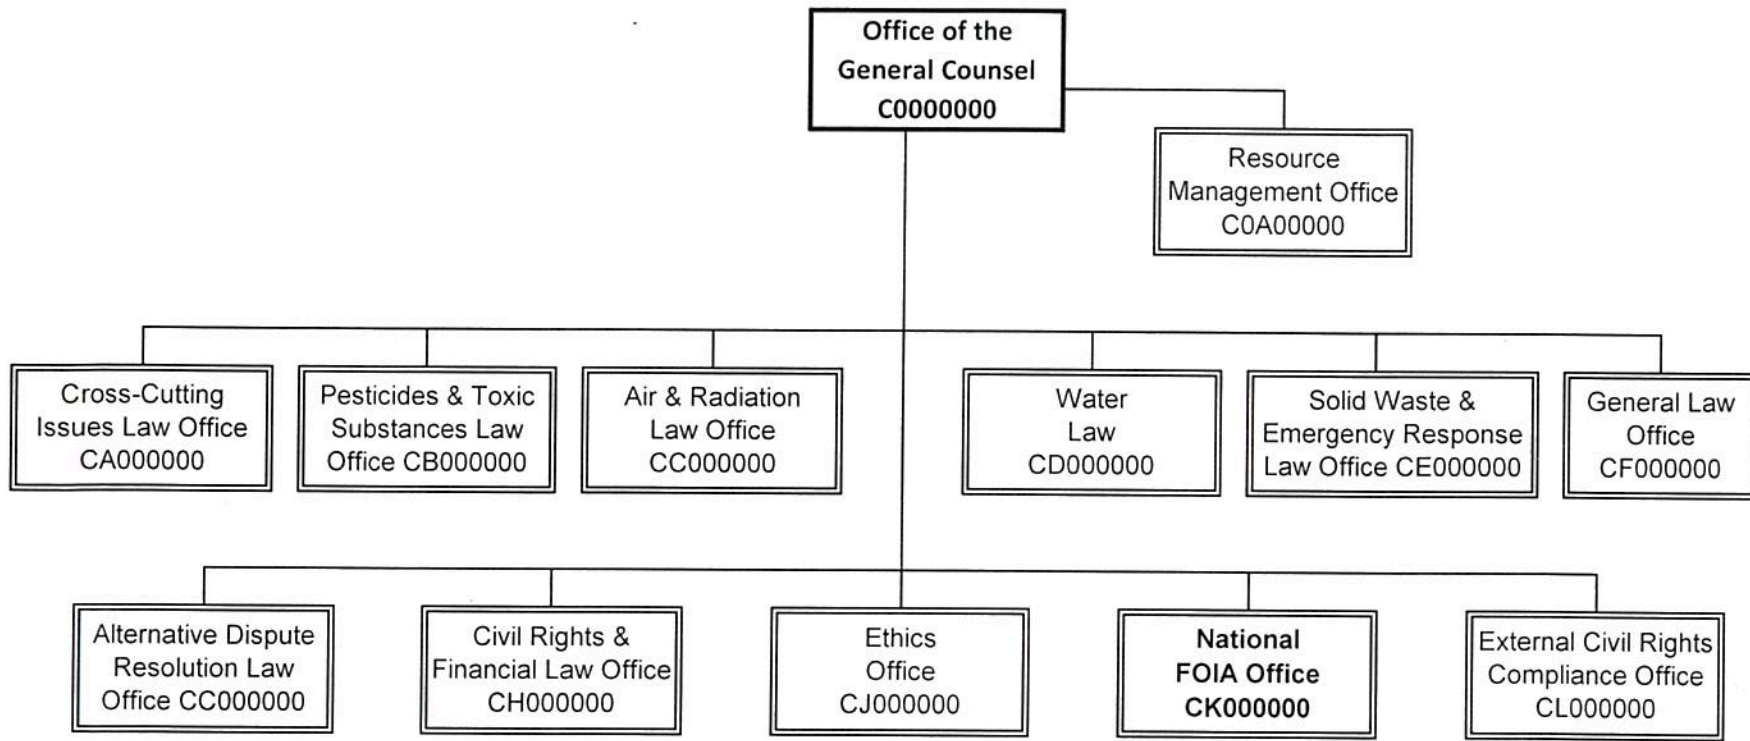 Office of the
General Counsel
C0000000
Resource
Management Office
C0A00000
Cross-Cutting
Issues Law Office
CA000000
Pesticides & Toxic
Substances Law
Office CB000000
Air & Radiation
Law Office
CC000000
Water
Law
CD000000
Solid Waste &
Emergency Response
Law Office CE000000
General Law
Office
CF000000
Alternative Dispute
Resolution Law
Office CC000000
Civil Rights &
Financial Law Office
CH000000
Ethics
Office
CJ000000
National
FOIA Office
CK000000
External Civil Rights
Compliance Office
CL000000